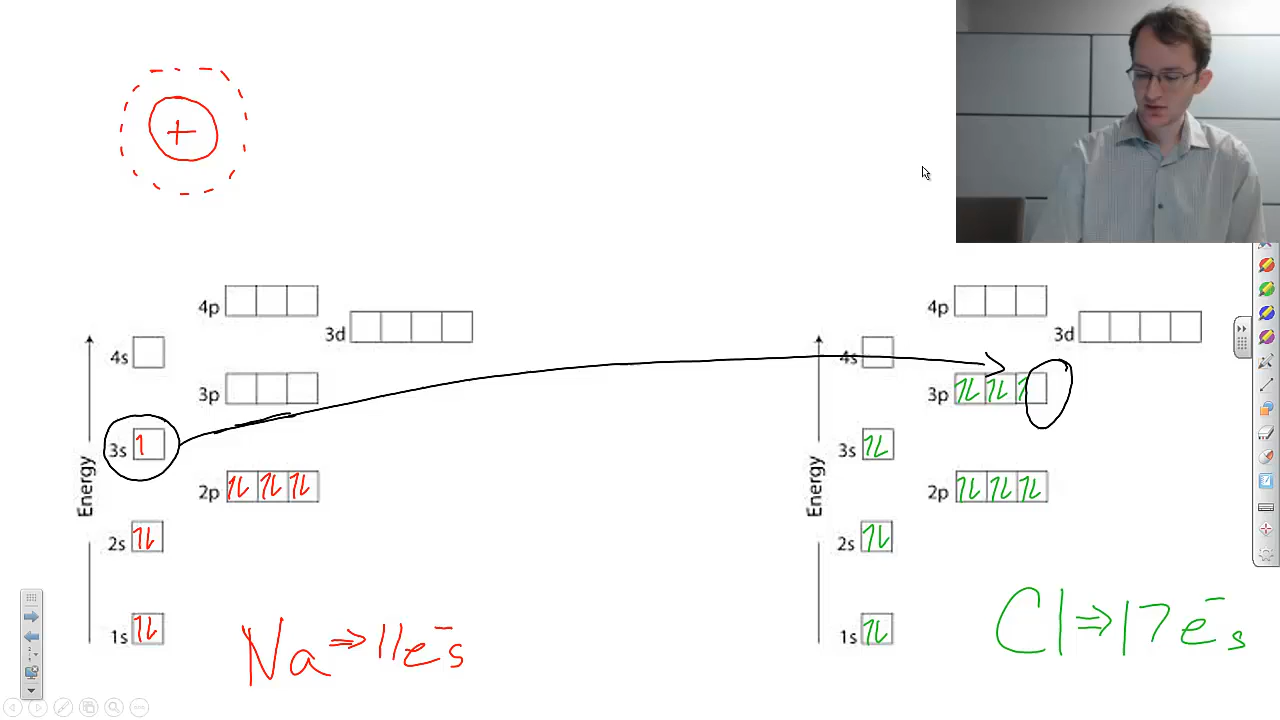 +
4p
3d
4s
3p
3s
2p
2s
1s
Energy
Na ⇒ 11 e⁻s
4p
3d
4s
3p
3s
2p
2s
1s
Energy
Cl ⇒ 17 e⁻s